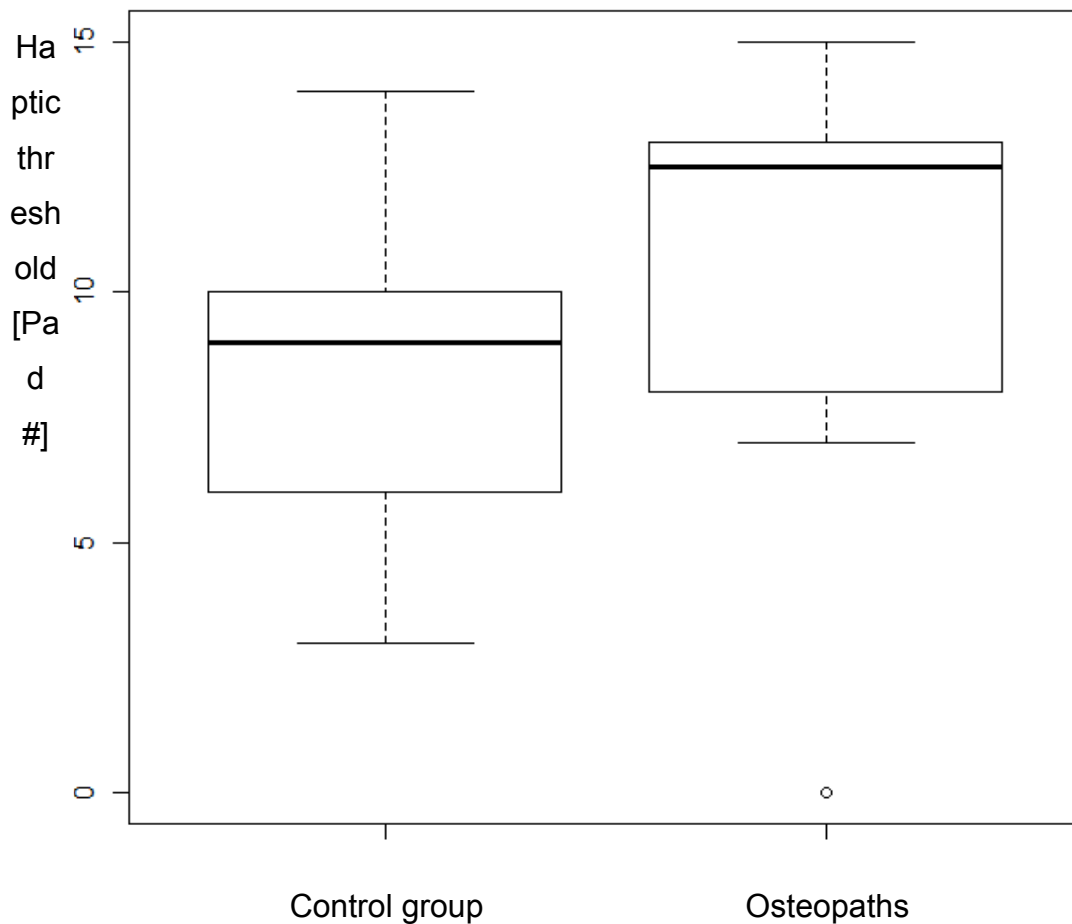 Ha
ptic
thr
esh
old
[Pa
d
#]
15
10
5
0
Control group
Osteopaths